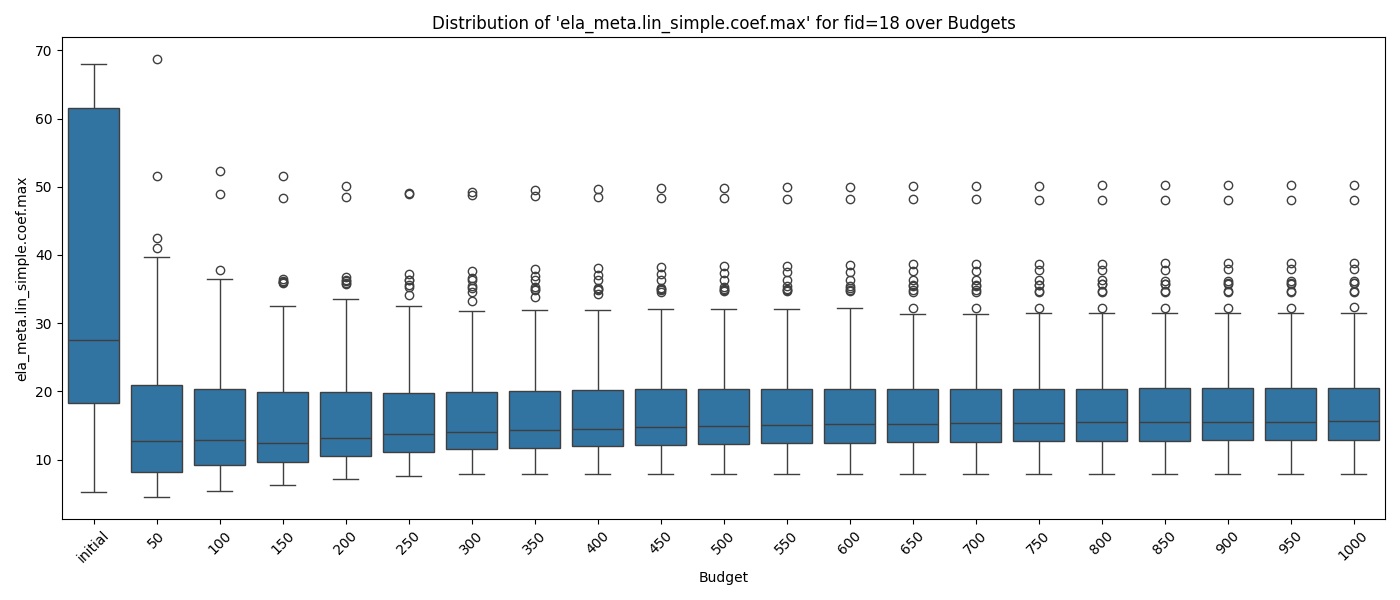 Distribution of 'ela_meta.lin_simple.coef.max' for fid=18 over Budgets
ela_meta.lin_simple.coef.max
70
60
50
40
30
20
10
initial 50 100 150 200 250 300 350 400 450 500 550 600 650 700 750 800 850 900 950 1000
Budget